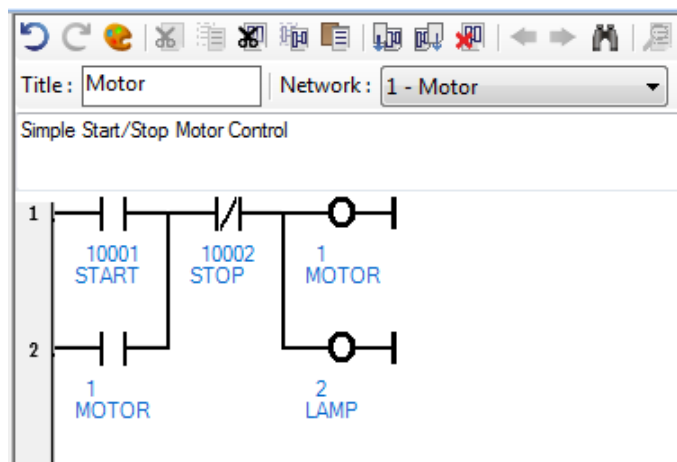 Title : Motor Network : 1 - Motor
Simple Start/Stop Motor Control
1
10001 10002 1
START STOP MOTOR
2
1 2
MOTOR LAMP